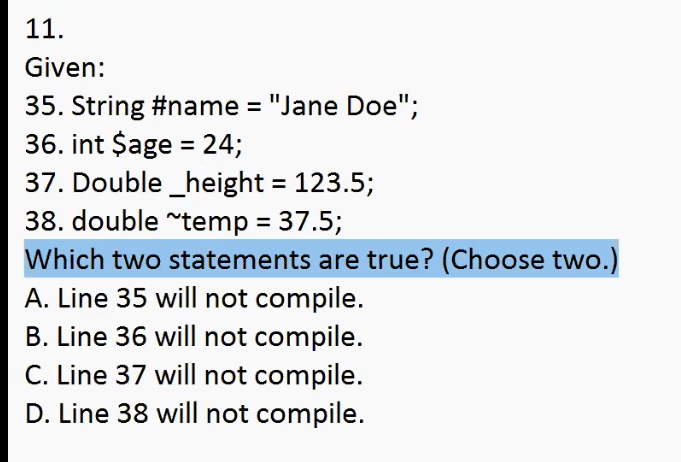 11.
Given:
35. String #name = "Jane Doe";
36. int $age = 24;
37. Double _height = 123.5;
38. double ~temp = 37.5;
Which two statements are true? (Choose two.)
A. Line 35 will not compile.
B. Line 36 will not compile.
C. Line 37 will not compile.
D. Line 38 will not compile.